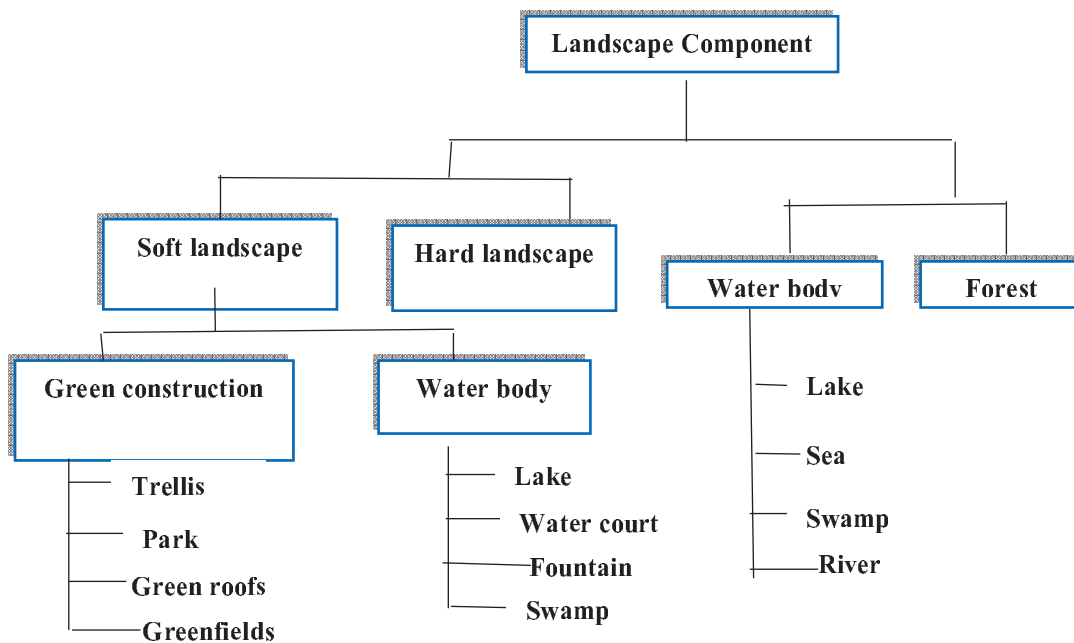 Landscape Component
Soft landscape
Hard landscape
Water body
Forest
Green construction
Water body
Trellis
Park
Green roofs
Greenfields
Lake
Water court
Fountain
Swamp
Lake
Sea
Swamp
River